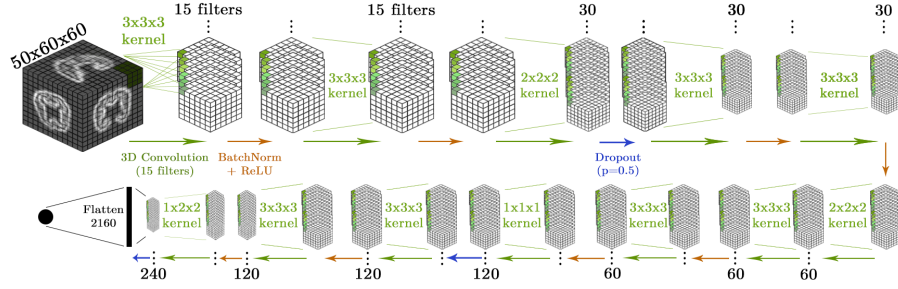 15 filters
15 filters
30
30
30
50x60x60
3x3x3
kernel
3x3x3
kernel
2x2x2
kernel
3x3x3
kernel
3x3x3
kernel
3D Convolution
(15 filters)
BatchNorm
+ ReLU
Dropout
(p=0.5)
Flatten
2160
1x2x2
kernel
3x3x3
kernel
3x3x3
kernel
1x1x1
kernel
3x3x3
kernel
3x3x3
kernel
2x2x2
kernel
240
120
120
120
60
60
60